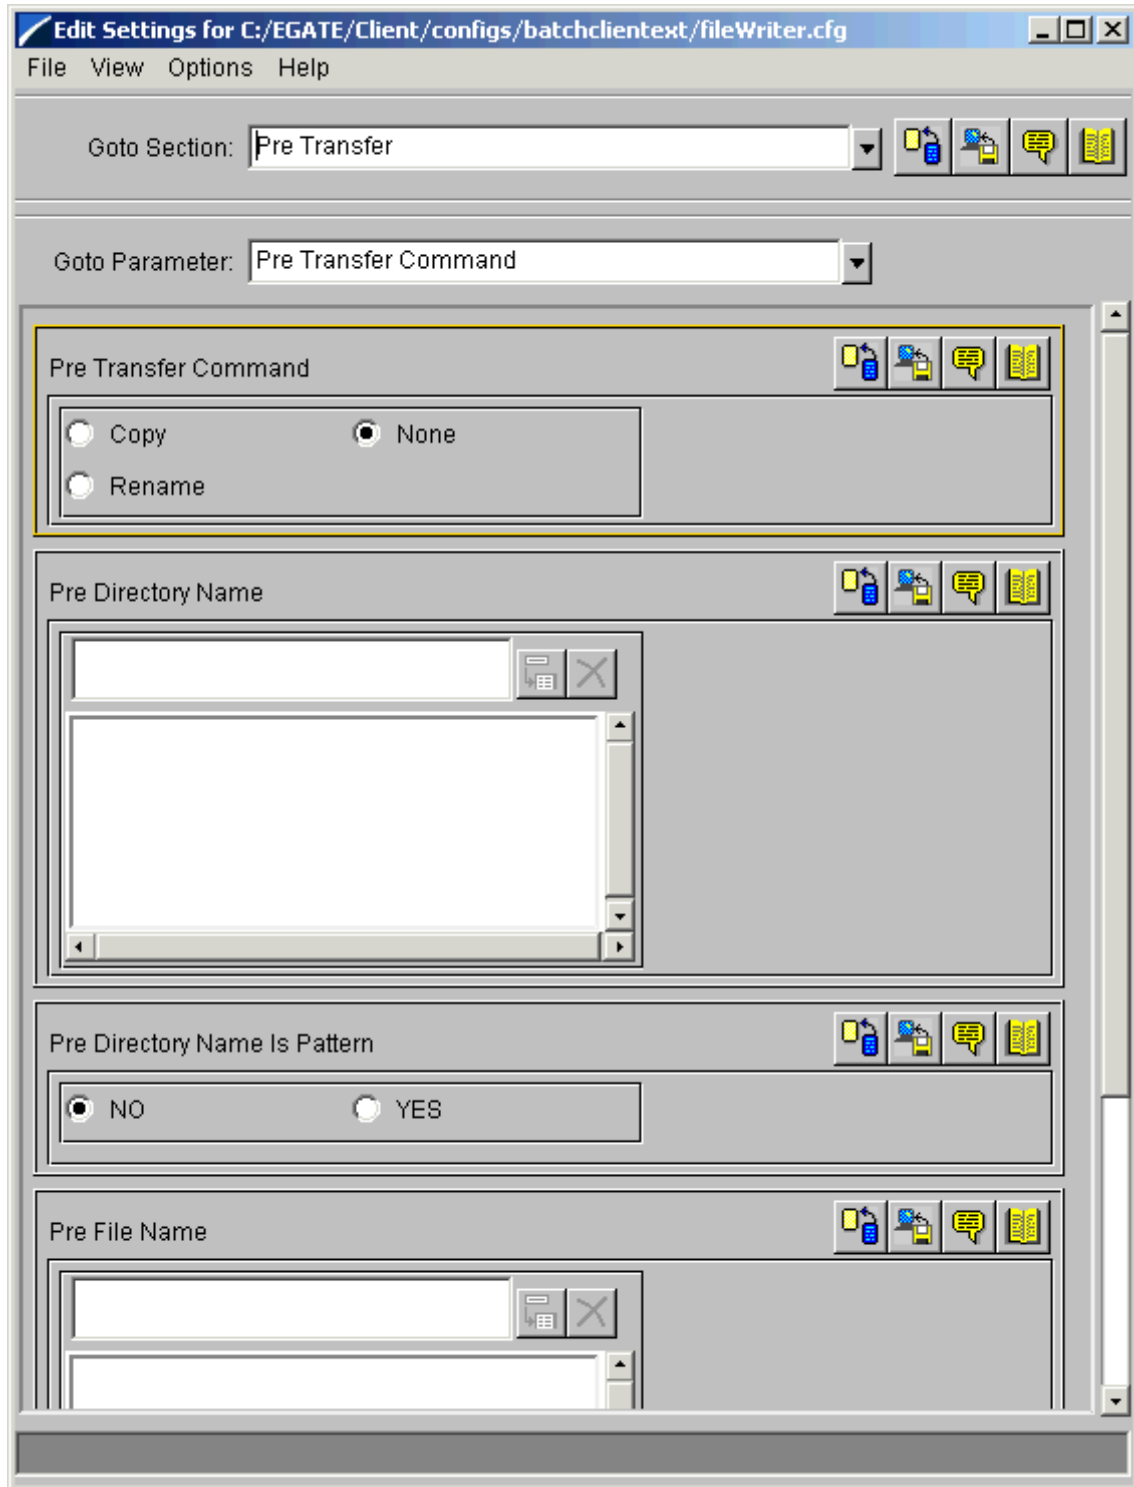 Edit Settings for C:/EGATE/Client/configs/batchclientext/fileWriter.cfg
File View Options Help
Goto Section: Pre Transfer
Goto Parameter: Pre Transfer Command
Pre Transfer Command
Copy None
Rename
Pre Directory Name
Pre Directory Name Is Pattern
NO YES
Pre File Name